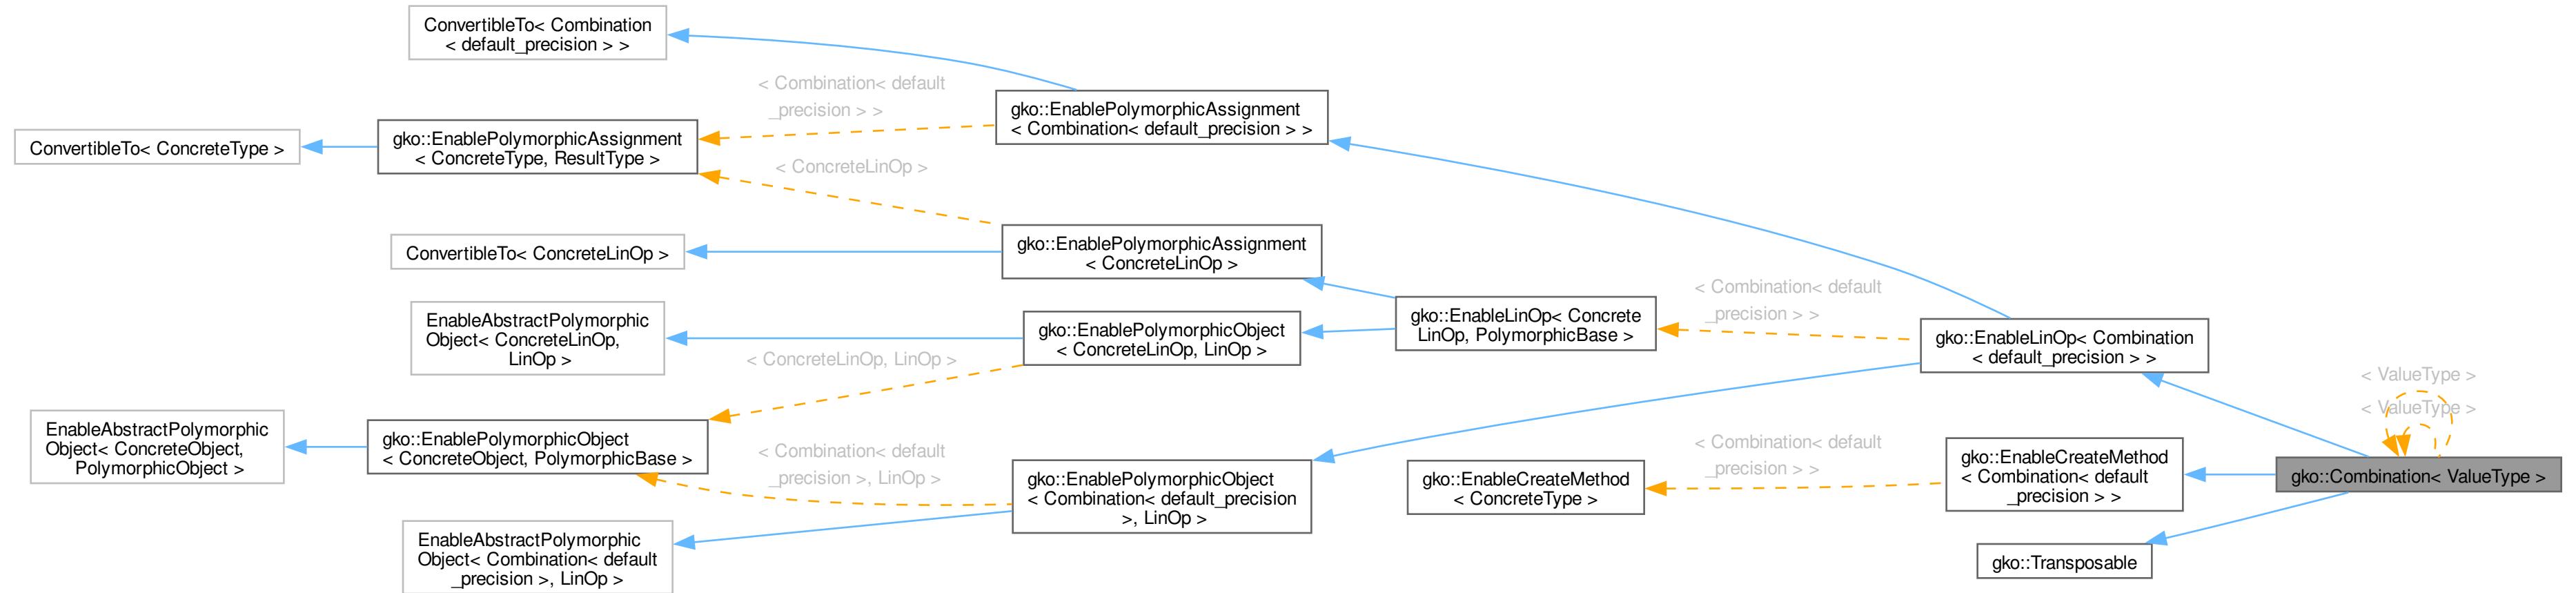 ConvertibleTo< Combination
< default_precision > >
< Combination< default
_precision > >
gko::EnablePolymorphicAssignment
< Combination< default_precision > >
ConvertibleTo< ConcreteType >
gko::EnablePolymorphicAssignment
< ConcreteType, ResultType >
< ConcreteLinOp >
ConvertibleTo< ConcreteLinOp >
gko::EnablePolymorphicAssignment
< ConcreteLinOp >
EnableAbstractPolymorphic
Object< ConcreteLinOp,
LinOp >
gko::EnablePolymorphicObject
< ConcreteLinOp, LinOp >
gko::EnableLinOp< Concrete
LinOp, PolymorphicBase >
< Combination< default
_precision > >
gko::EnableLinOp< Combination
< default_precision > >
< ConcreteLinOp, LinOp >
EnableAbstractPolymorphic
Object< ConcreteObject,
PolymorphicObject >
gko::EnablePolymorphicObject
< ConcreteObject, PolymorphicBase >
< Combination< default
_precision >, LinOp >
gko::EnablePolymorphicObject
< Combination< default_precision
>, LinOp >
EnableAbstractPolymorphic
Object< Combination< default
_precision >, LinOp >
gko::EnableCreateMethod
< ConcreteType >
< Combination< default
_precision > >
gko::EnableCreateMethod
< Combination< default
_precision > >
gko::Transposable
< ValueType >
< ValueType >
gko::Combination< ValueType >